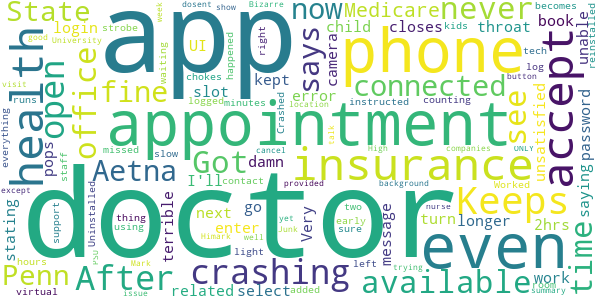 State login strobe app now Medicare never
dosent Bizarre show kids week University good
UI says child closes throat book becomes reinstalled
office slot kept camera right happened tech log unable
health open fine chokes phone connected see accept
waiting logged minutes error instructed counting button
runs appointment Crashed location unsatisfied password
everything missed slow damn cancel talk High companies ONLY
staff Got insurance saying
Aetna I'll contact provided Worked
pops Uninstalled terrible next go yet background nurse
doctor Very message Keeps time
stating support thing using enter early two Junk turn longer 2hrs
except Penn After hours PSU sure well Himark light left even
crashing related select added available work room
visit virtual issue Mark trying summary